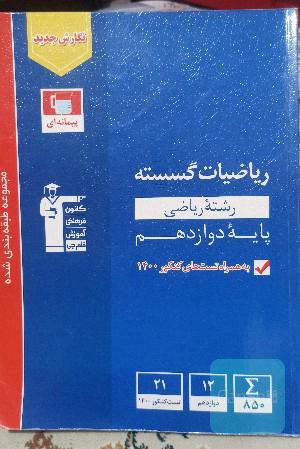 نگارش جدید
پیمانه‌ای
کانون
فرهنگی
آموزش
قلم‌چی
ریاضیات گسسته
رشتهٔ ریاضی
پایهٔ دوازدهم
به همراه تست‌های کنکور ۱۴۰۰
مجموعه طبقه‌بندی شده
Σ
۸۵۰
۱۲
دوازدهم
۲۱
تست کنکور ۱۴۰۰